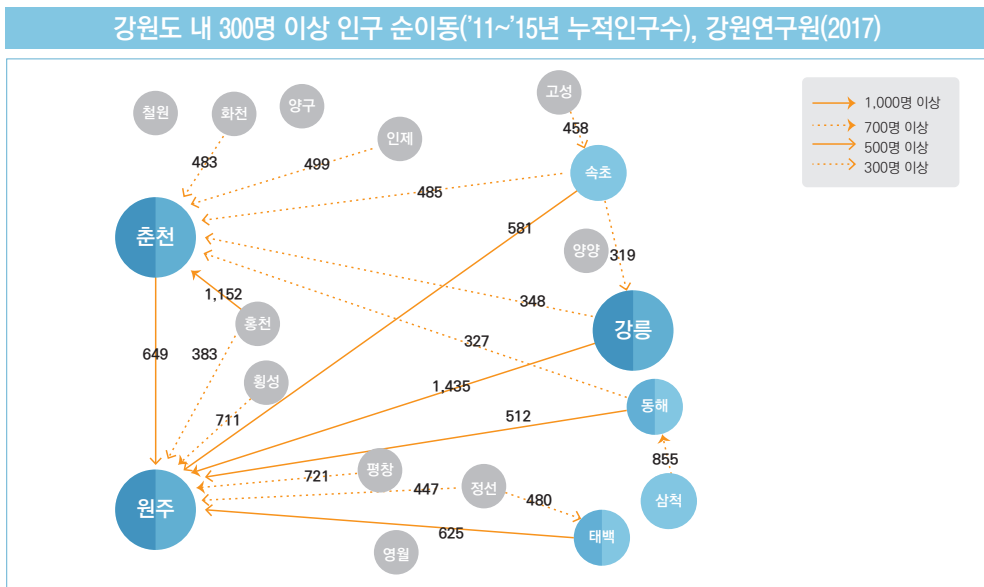 강원도 내 300명 이상 인구 순이동('11~'15년 누적인구수), 강원연구원(2017)
철원
화천
양구
인제
고성
1,000명 이상
700명 이상
500명 이상
300명 이상
458
483
499
속초
485
581
춘천
양양
319
1,152
348
홍천
강릉
327
649
383
횡성
1,435
동해
711
512
855
평창
721
447
정선
480
삼척
원주
625
태백
영월